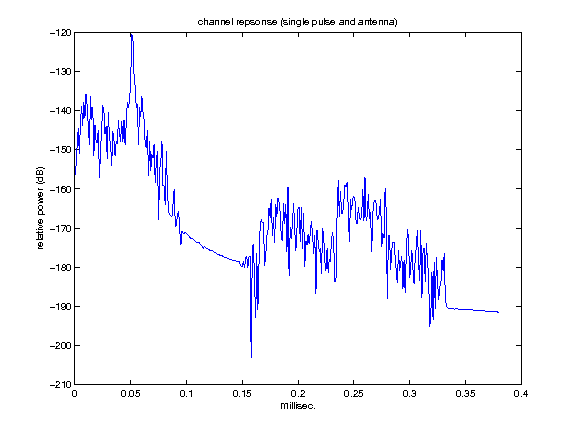 channel repsonse (single pulse and antenna)
-120
-130
-140
-150
-160
-170
-180
-190
-200
-210
relative power (dB)
0 0.05 0.1 0.15 0.2 0.25 0.3 0.35 0.4
Millisec.